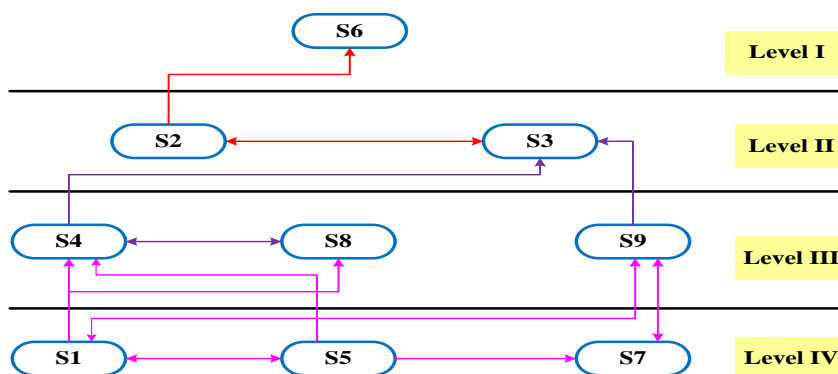 S6
Level I
S2
S3
Level II
S4
S8
S9
Level III
S1
S5
S7
Level IV